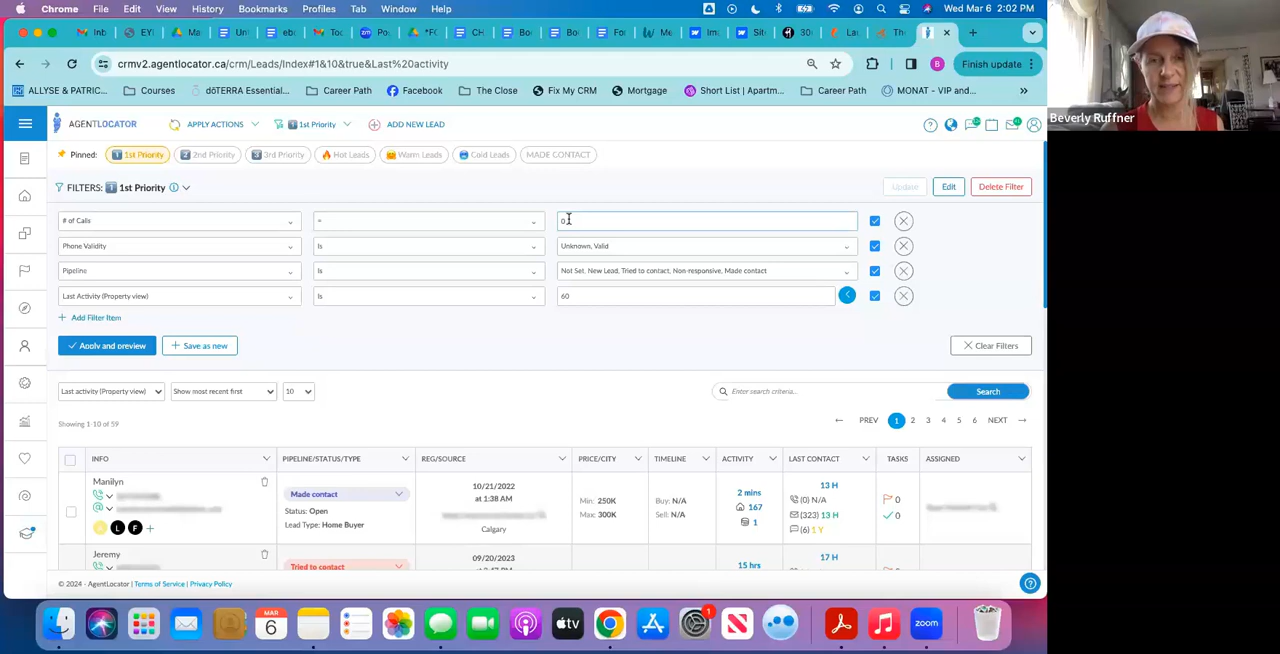 Chrome File Edit View History Bookmarks Profiles Tab Window Help Wed Mar 6 2:02 PM
crmv2.agentlocator.ca/crm/Leads/Index#1&10&true&Last%20activity Finish update
ALLYSE & PATRIC... Courses dōTERRA Essential... Career Path Facebook The Close Fix My CRM Mortgage Short List | Apartm... Career Path MONAT - VIP and...
Beverly Ruffner
AGENTLOCATOR APPLY ACTIONS 1st Priority ADD NEW LEAD
Pinned: 1st Priority 2nd Priority 3rd Priority Hot Leads Warm Leads Cold Leads MADE CONTACT
FILTERS: 1st Priority Update Edit Delete Filter
# of Calls = 0
Phone Validity Is Unknown, Valid
Pipeline Is Not Set, New Lead, Tried to contact, Non-responsive, Made contact
Last Activity (Property view) Is 60
+ Add Filter Item
Apply and preview + Save as new Clear Filters
Last activity (Property view) Show most recent first 10 Enter search criteria... Search
Showing 1-10 of 59 ← PREV 1 2 3 4 5 6 NEXT →
INFO PIPELINE/STATUS/TYPE REG/SOURCE PRICE/CITY TIMELINE ACTIVITY LAST CONTACT TASKS ASSIGNED
Manilyn Made contact 10/21/2022 13 H
at 1:38 AM 2 mins (0) N/A 0
Status: Open Min: 250K Buy: N/A 167 (323) 13 H 0
Lead Type: Home Buyer Max: 300K Sell: N/A 1 (6) 1 Y
L F + Calgary
Jeremy Tried to contact 09/20/2023 15 hrs 17 H
0
© 2024 - AgentLocator | Terms of Service | Privacy Policy
MAR
6
tv
1
zoom